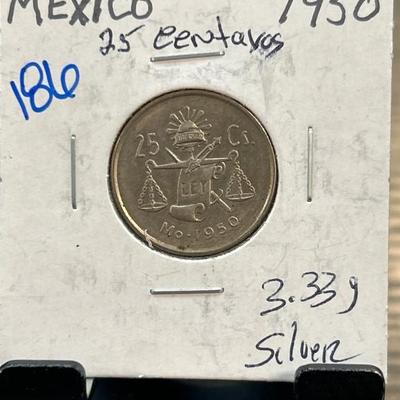 MEXICO 1950
25 centavos
186
25 Cs.
LEY
Mo·1950
3.33g
Silver